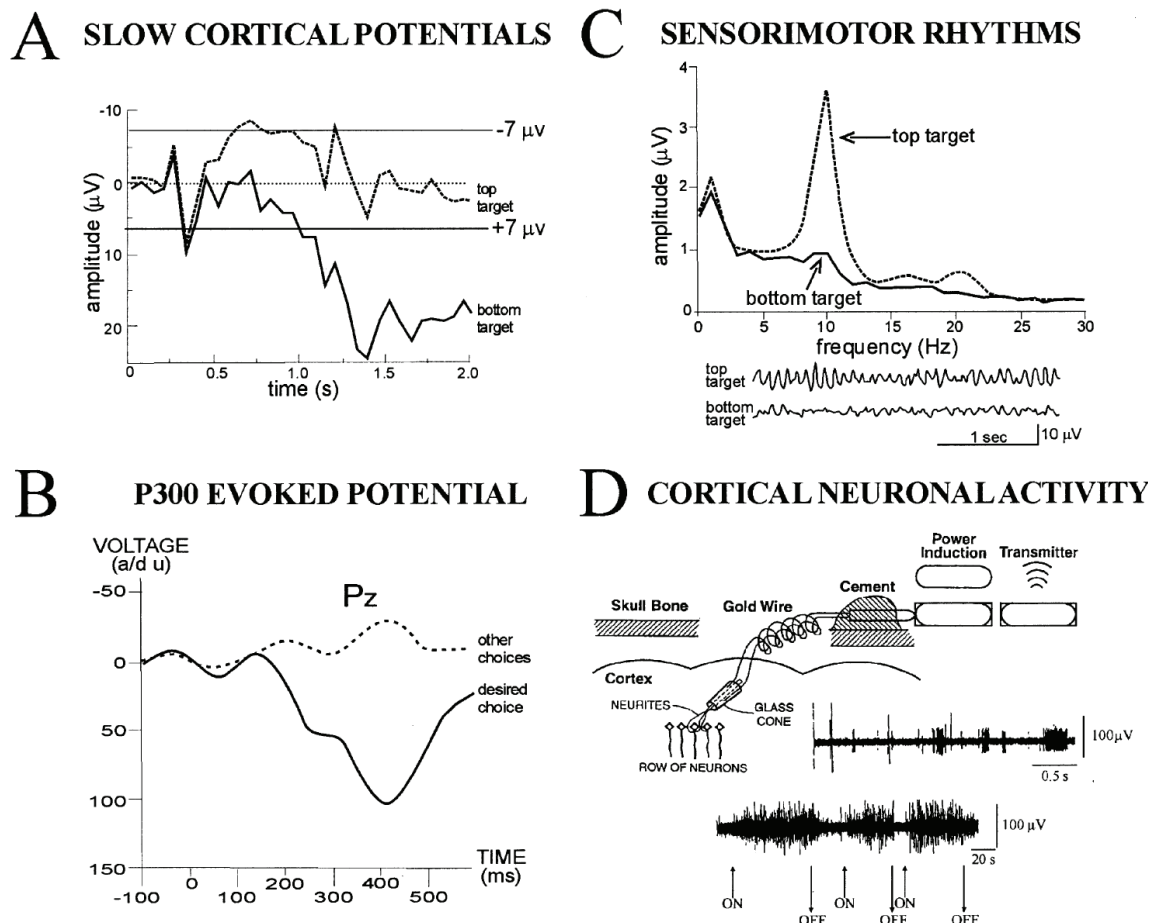 A SLOW CORTICAL POTENTIALS
-10
-7 μv
0
top
target
+7 μv
10
bottom
target
20
amplitude (μV)
0.0 0.5 1.0 1.5 2.0
time (s)
C SENSORIMOTOR RHYTHMS
4
3
2
1
0
amplitude (μV)
top target
bottom target
0 5 10 15 20 25 30
frequency (Hz)
top
target
bottom
target
1 sec
10 μV
B P300 EVOKED POTENTIAL
VOLTAGE
(a/d u)
-50
Pz
other
choices
0
desired
choice
50
100
150
TIME
(ms)
-100 0 100 200 300 400 500
D CORTICAL NEURONAL ACTIVITY
Power
Induction
Transmitter
Cement
Skull Bone
Gold Wire
Cortex
NEURITES
GLASS
CONE
ROW OF NEURONS
100μV
0.5 s
100 μV
20 s
ON OFF ON OFF ON OFF